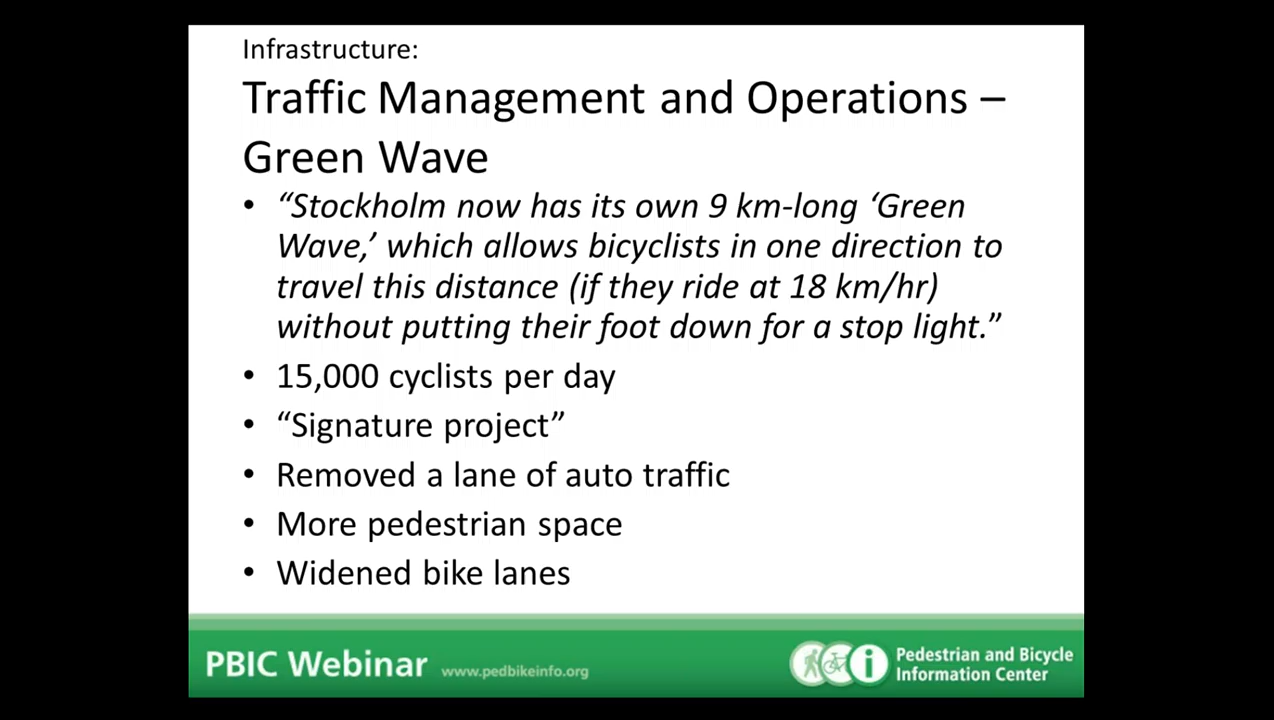 Infrastructure:
Traffic Management and Operations –
Green Wave
• “Stockholm now has its own 9 km-long ‘Green
Wave,’ which allows bicyclists in one direction to
travel this distance (if they ride at 18 km/hr)
without putting their foot down for a stop light.”
• 15,000 cyclists per day
• “Signature project”
• Removed a lane of auto traffic
• More pedestrian space
• Widened bike lanes
PBIC Webinar www.pedbikeinfo.org
Pedestrian and Bicycle
Information Center